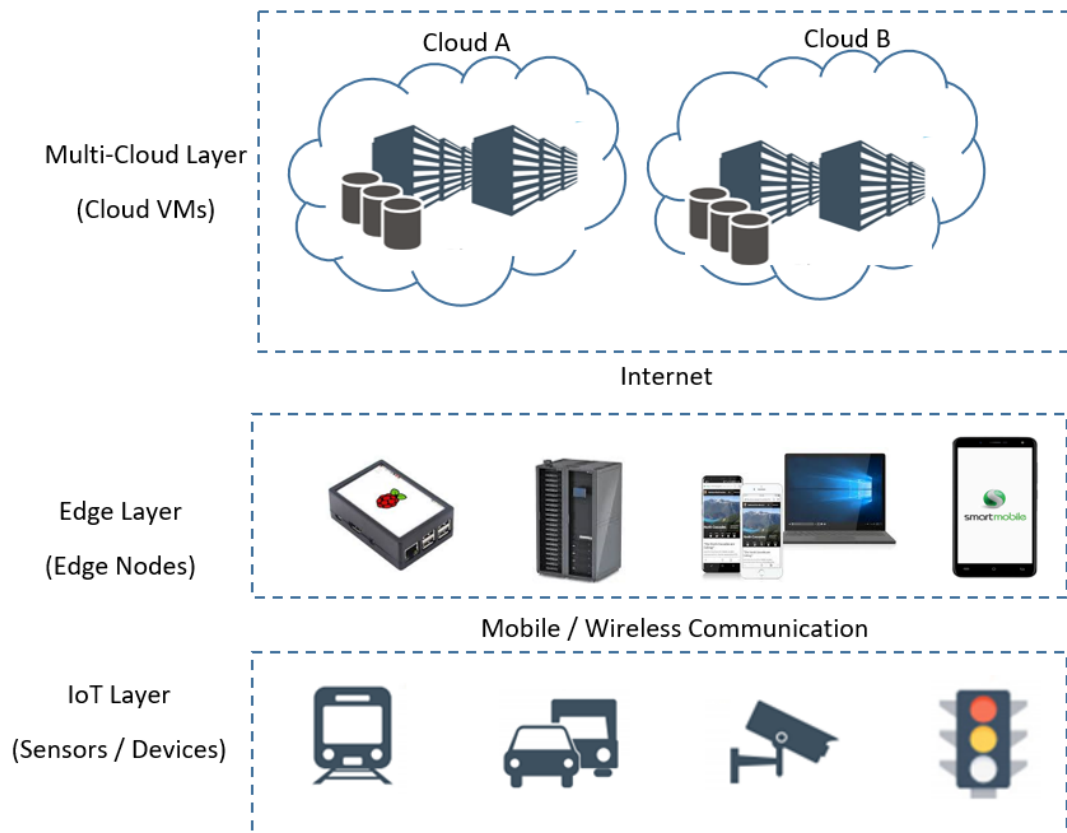 Cloud A
Cloud B
Multi-Cloud Layer
(Cloud VMs)
Internet
Edge Layer
(Edge Nodes)
smartmobile
Mobile / Wireless Communication
IoT Layer
(Sensors / Devices)